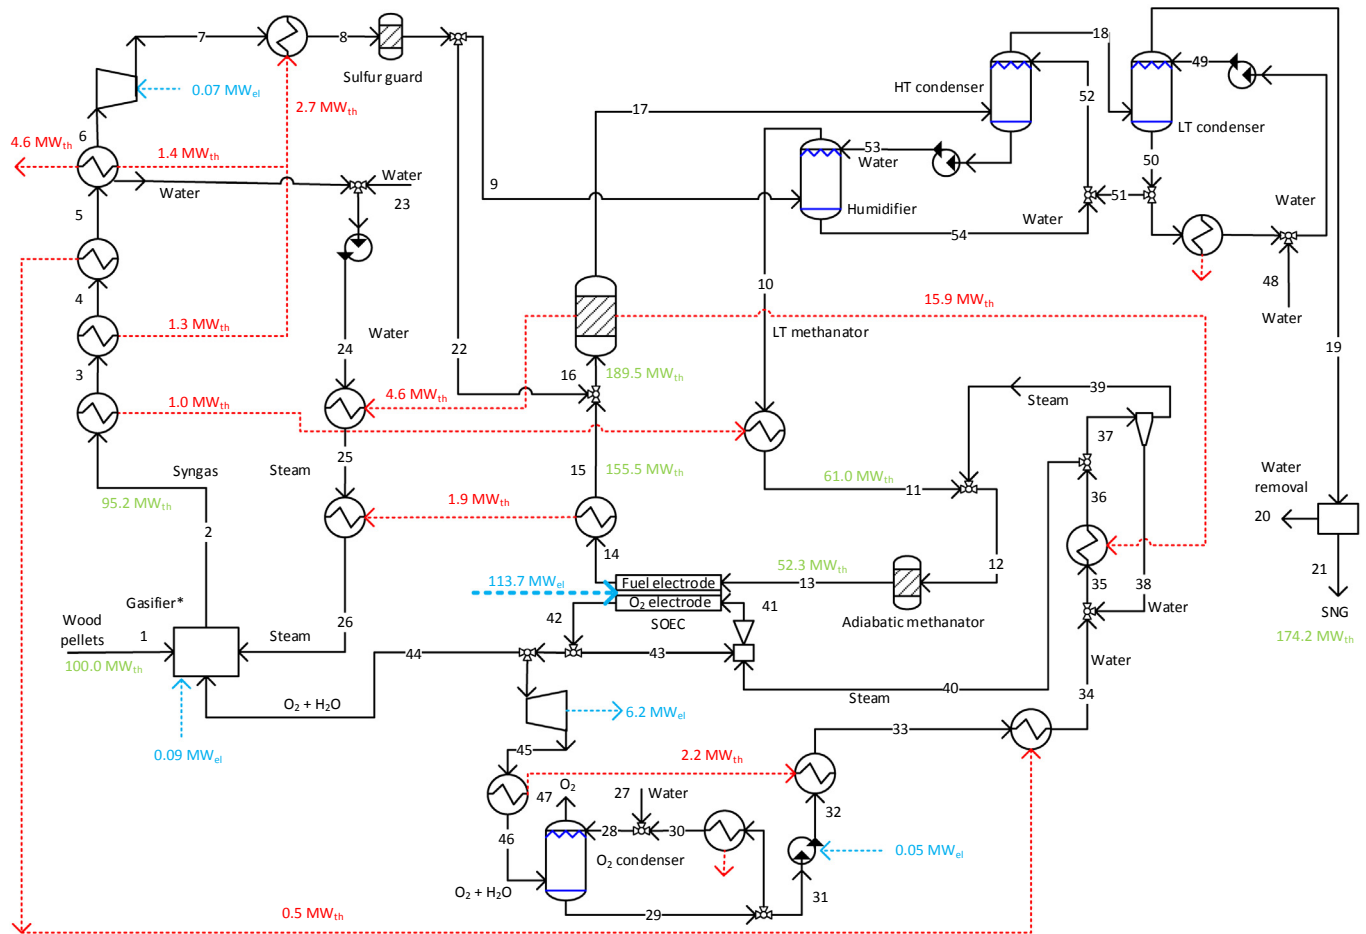 7
8
Sulfur guard
0.07 MWel
2.7 MWth
6
4.6 MWth
1.4 MWth
Water
Water
23
5
4
1.3 MWth
3
1.0 MWth
24
Water
4.6 MWth
Syngas
Steam
25
95.2 MWth
2
1.9 MWth
Gasifier*
Wood
pellets
1
100.0 MWth
Steam
26
O2 + H2O
0.09 MWel
0.5 MWth
17
HT condenser
18
49
LT condenser
52
53
Water
9
Humidifier
50
51
Water
54
Water
48
Water
10
15.9 MWth
LT methanator
22
16
189.5 MWth
19
39
Steam
37
15
155.5 MWth
61.0 MWth
11
36
Water
removal
20
14
52.3 MWth
12
113.7 MWel
Fuel electrode
13
35
38
21
O2 electrode
41
Water
SNG
42
SOEC
Adiabatic methanator
174.2 MWth
44
43
Water
40
Steam
34
6.2 MWel
33
45
2.2 MWth
O2
47
27
Water
32
28
30
46
O2 condenser
0.05 MWel
O2 + H2O
31
29